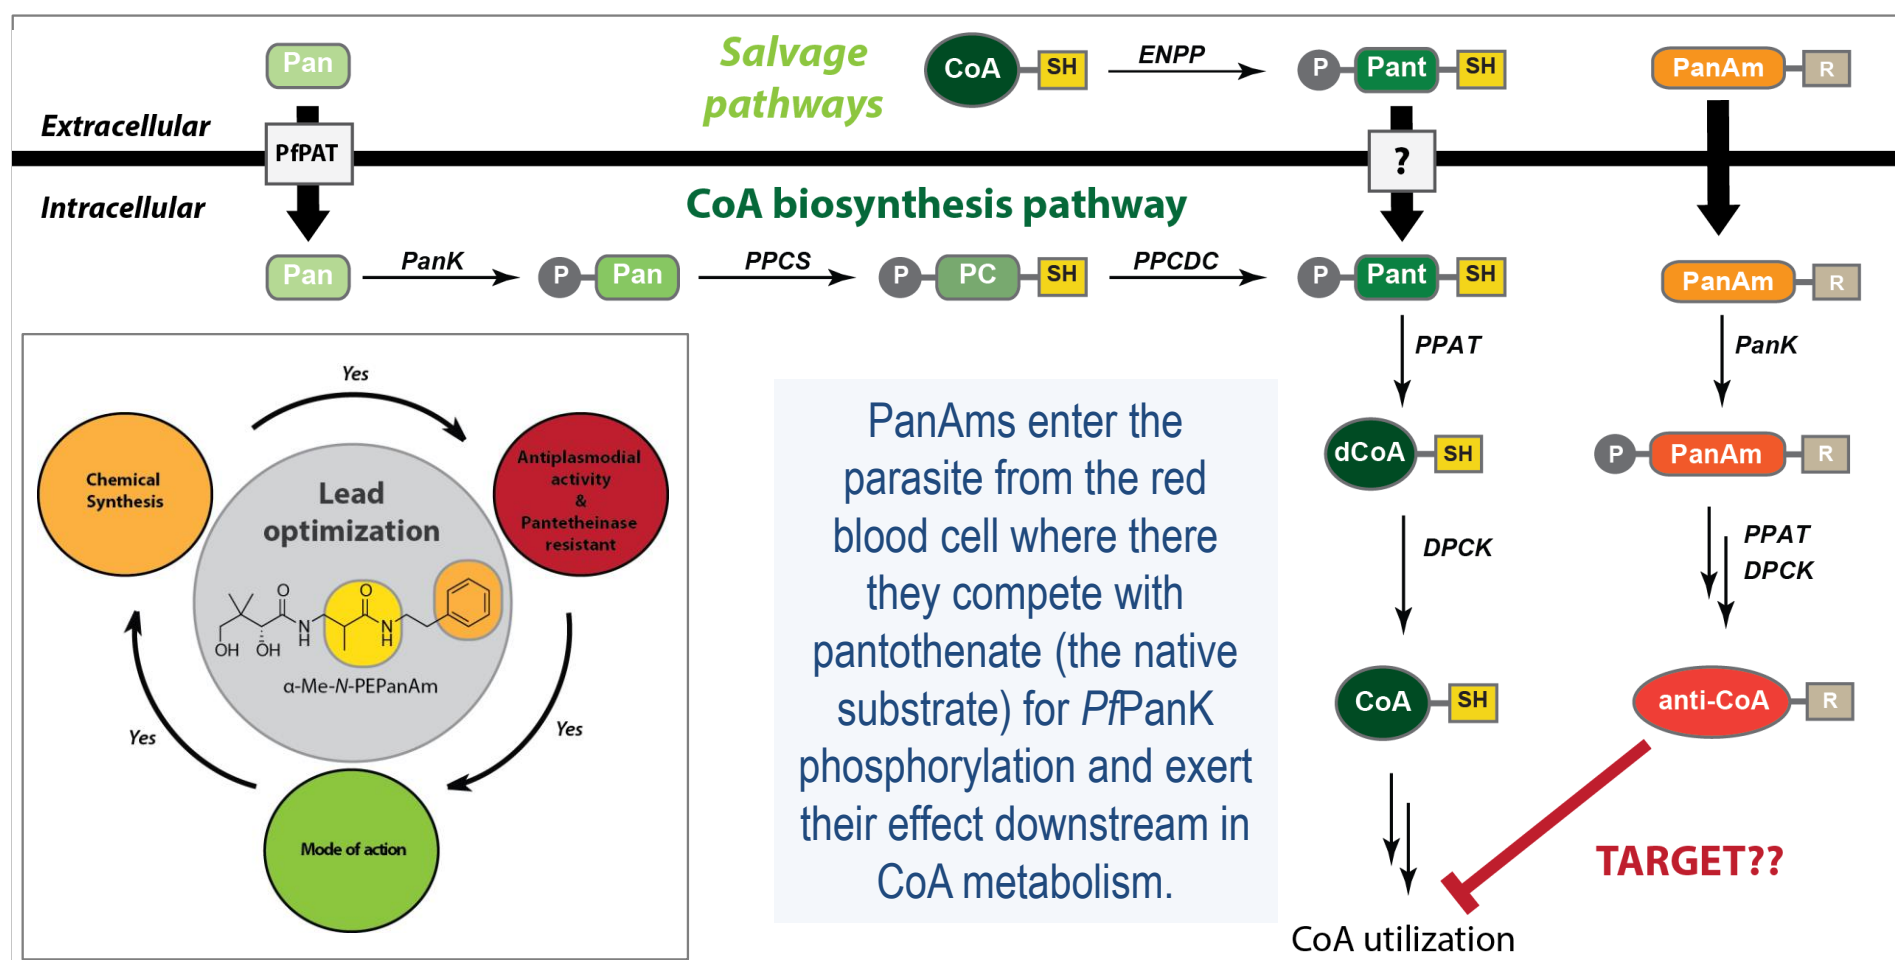 Pan
Salvage
pathways
CoA SH
ENPP
P Pant SH
PanAm R
Extracellular
PfPAT
?
Intracellular
CoA biosynthesis pathway
Pan
PanK
P Pan
PPCS
P PC SH
PPCDC
P Pant SH
PanAm R
PPAT
PanK
Yes
Chemical
Synthesis
Lead
optimization
Antiplasmodial
activity
&
Pantetheinase
resistant
O
N
H
O
N
H
OH
OH
α-Me-N-PEPanAm
Yes
Yes
Mode of action
PanAms enter the
parasite from the red
blood cell where there
they compete with
pantothenate (the native
substrate) for PfPanK
phosphorylation and exert
their effect downstream in
CoA metabolism.
dCoA SH
P PanAm R
DPCK
PPAT
DPCK
CoA SH
anti-CoA R
TARGET??
CoA utilization